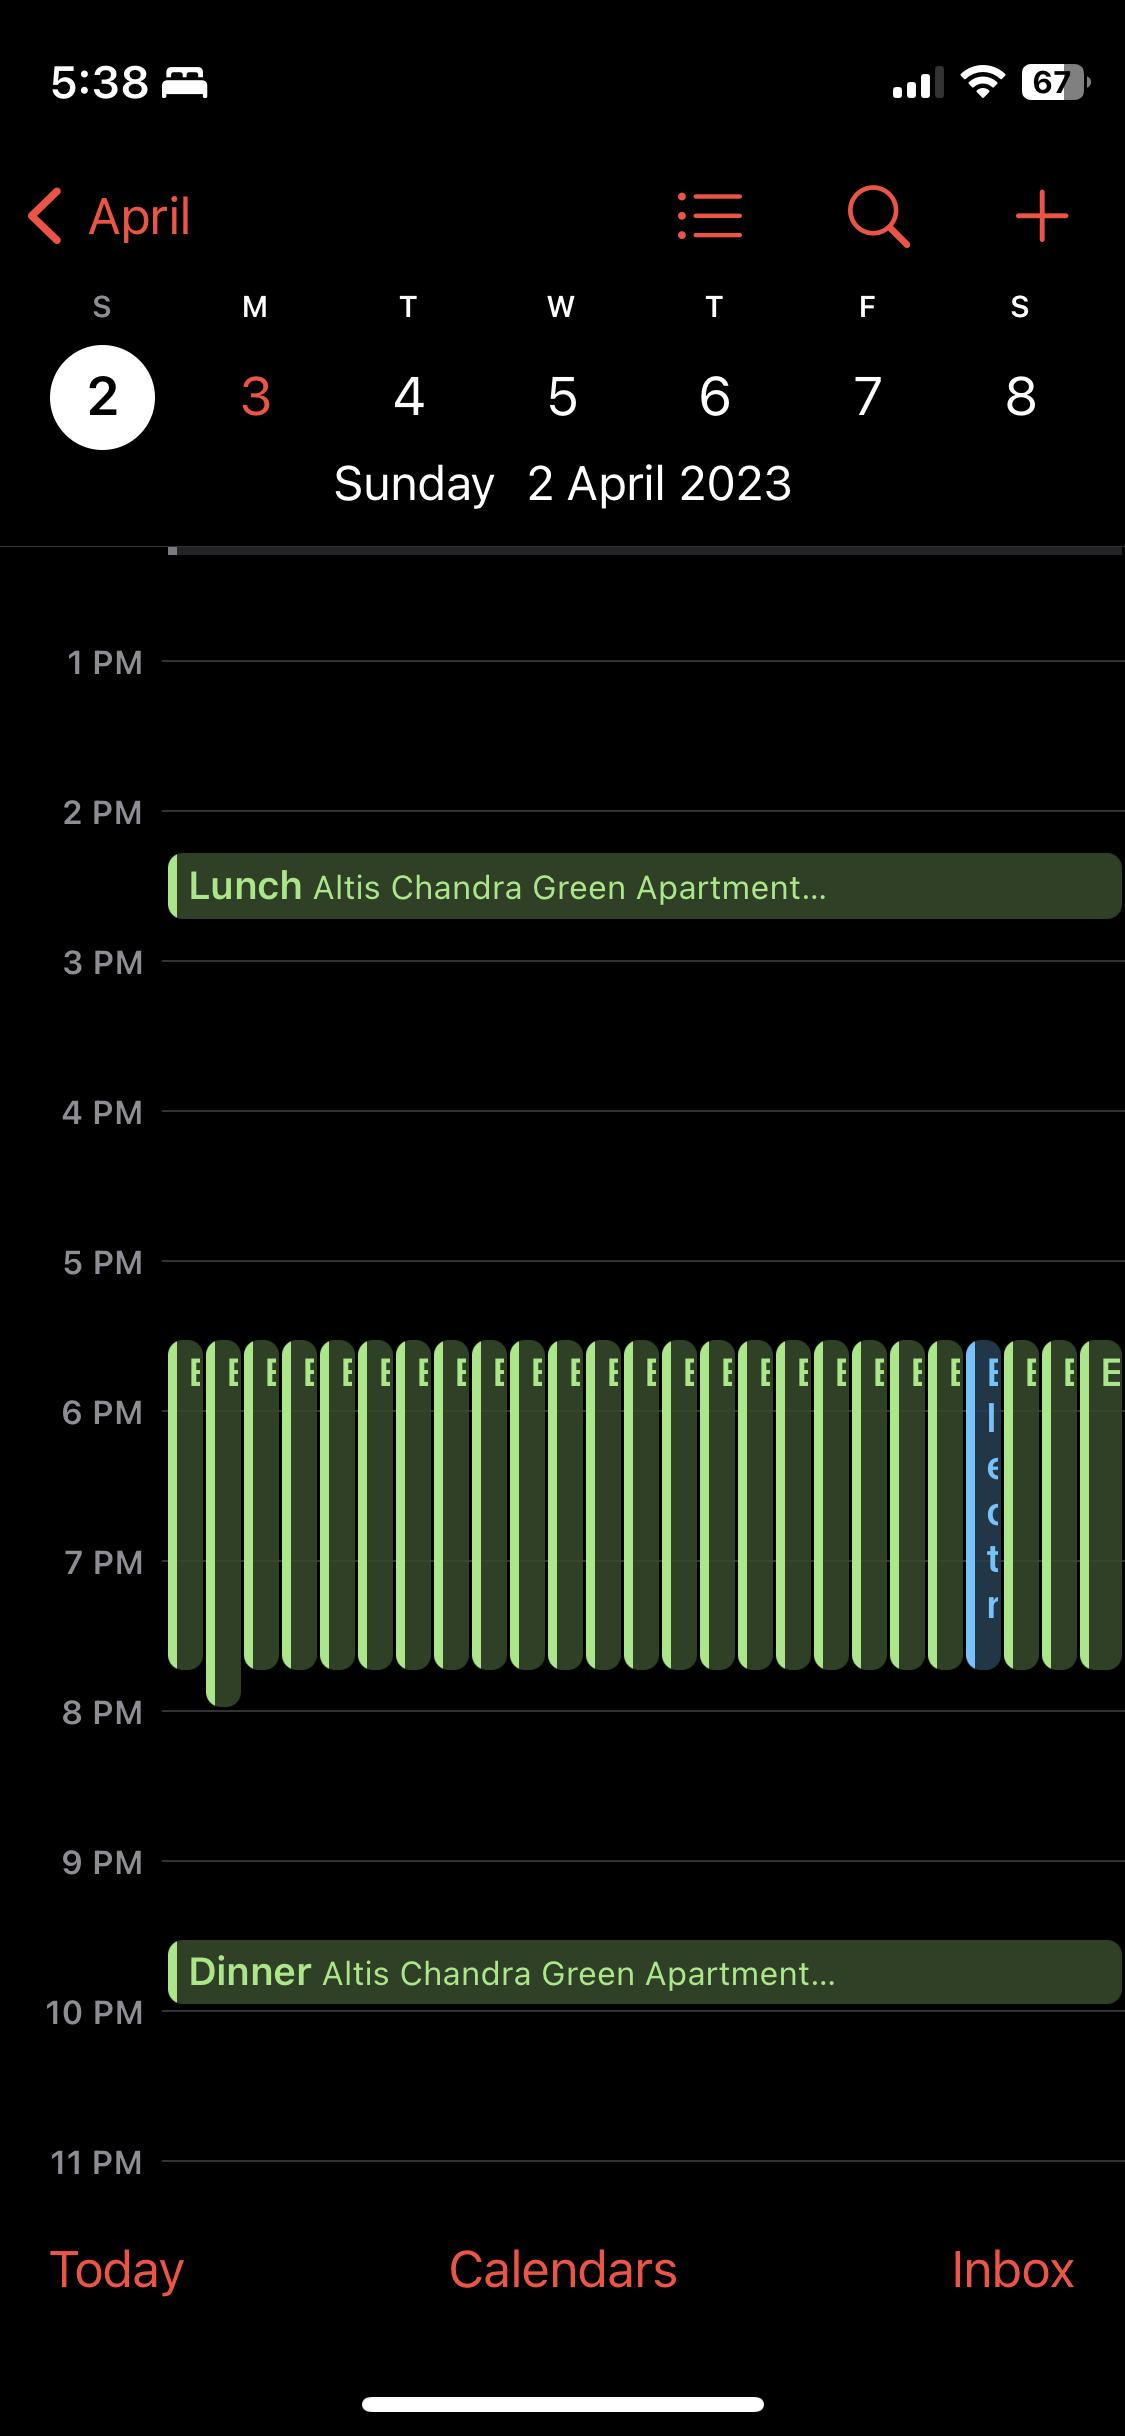 5:38
67
April
S M T W T F S
2 3 4 5 6 7 8
Sunday 2 April 2023
1 PM
2 PM
Lunch Altis Chandra Green Apartment...
3 PM
4 PM
5 PM
E E E E E E E E E E E E E E E E E E E E E E E E E
l
e
c
t
r
6 PM
7 PM
8 PM
9 PM
Dinner Altis Chandra Green Apartment...
10 PM
11 PM
Today Calendars Inbox